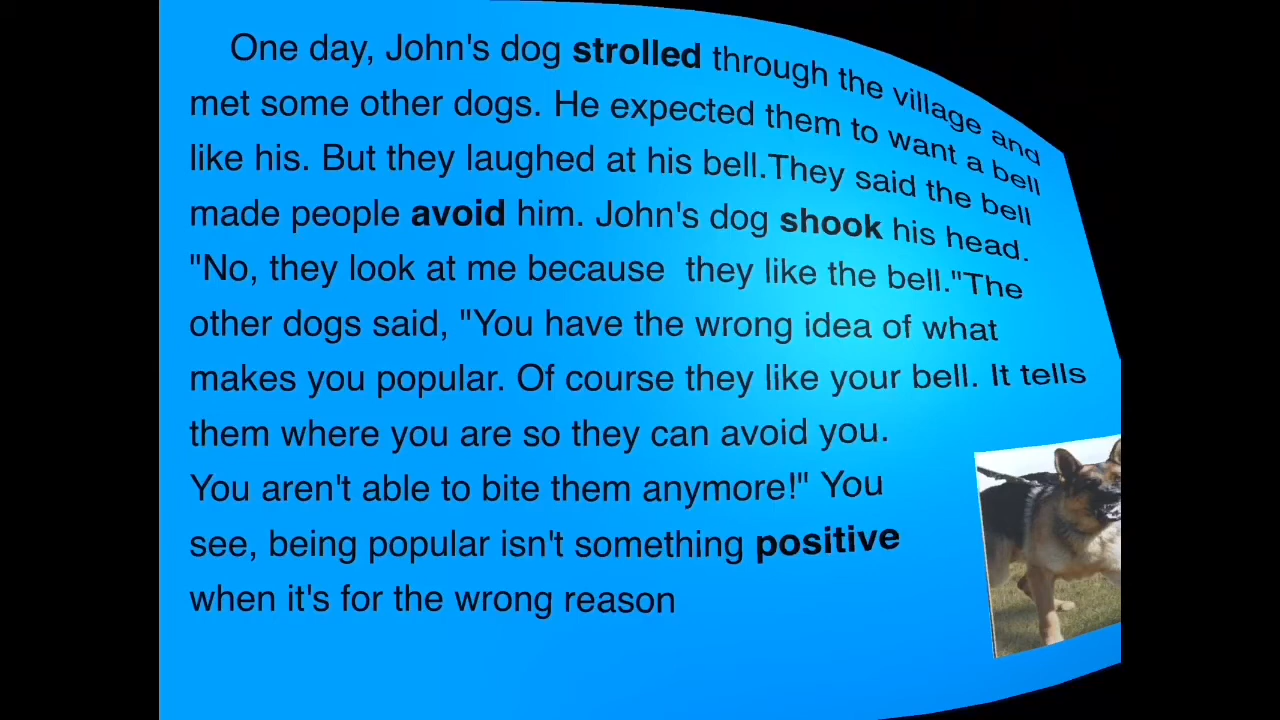 One day, John's dog strolled through the village and
met some other dogs. He expected them to want a bell
like his. But they laughed at his bell.They said the bell
made people avoid him. John's dog shook his head.
"No, they look at me because  they like the bell."The
other dogs said, "You have the wrong idea of what
makes you popular. Of course they like your bell. It tells
them where you are so they can avoid you.
You aren't able to bite them anymore!" You
see, being popular isn't something positive
when it's for the wrong reason